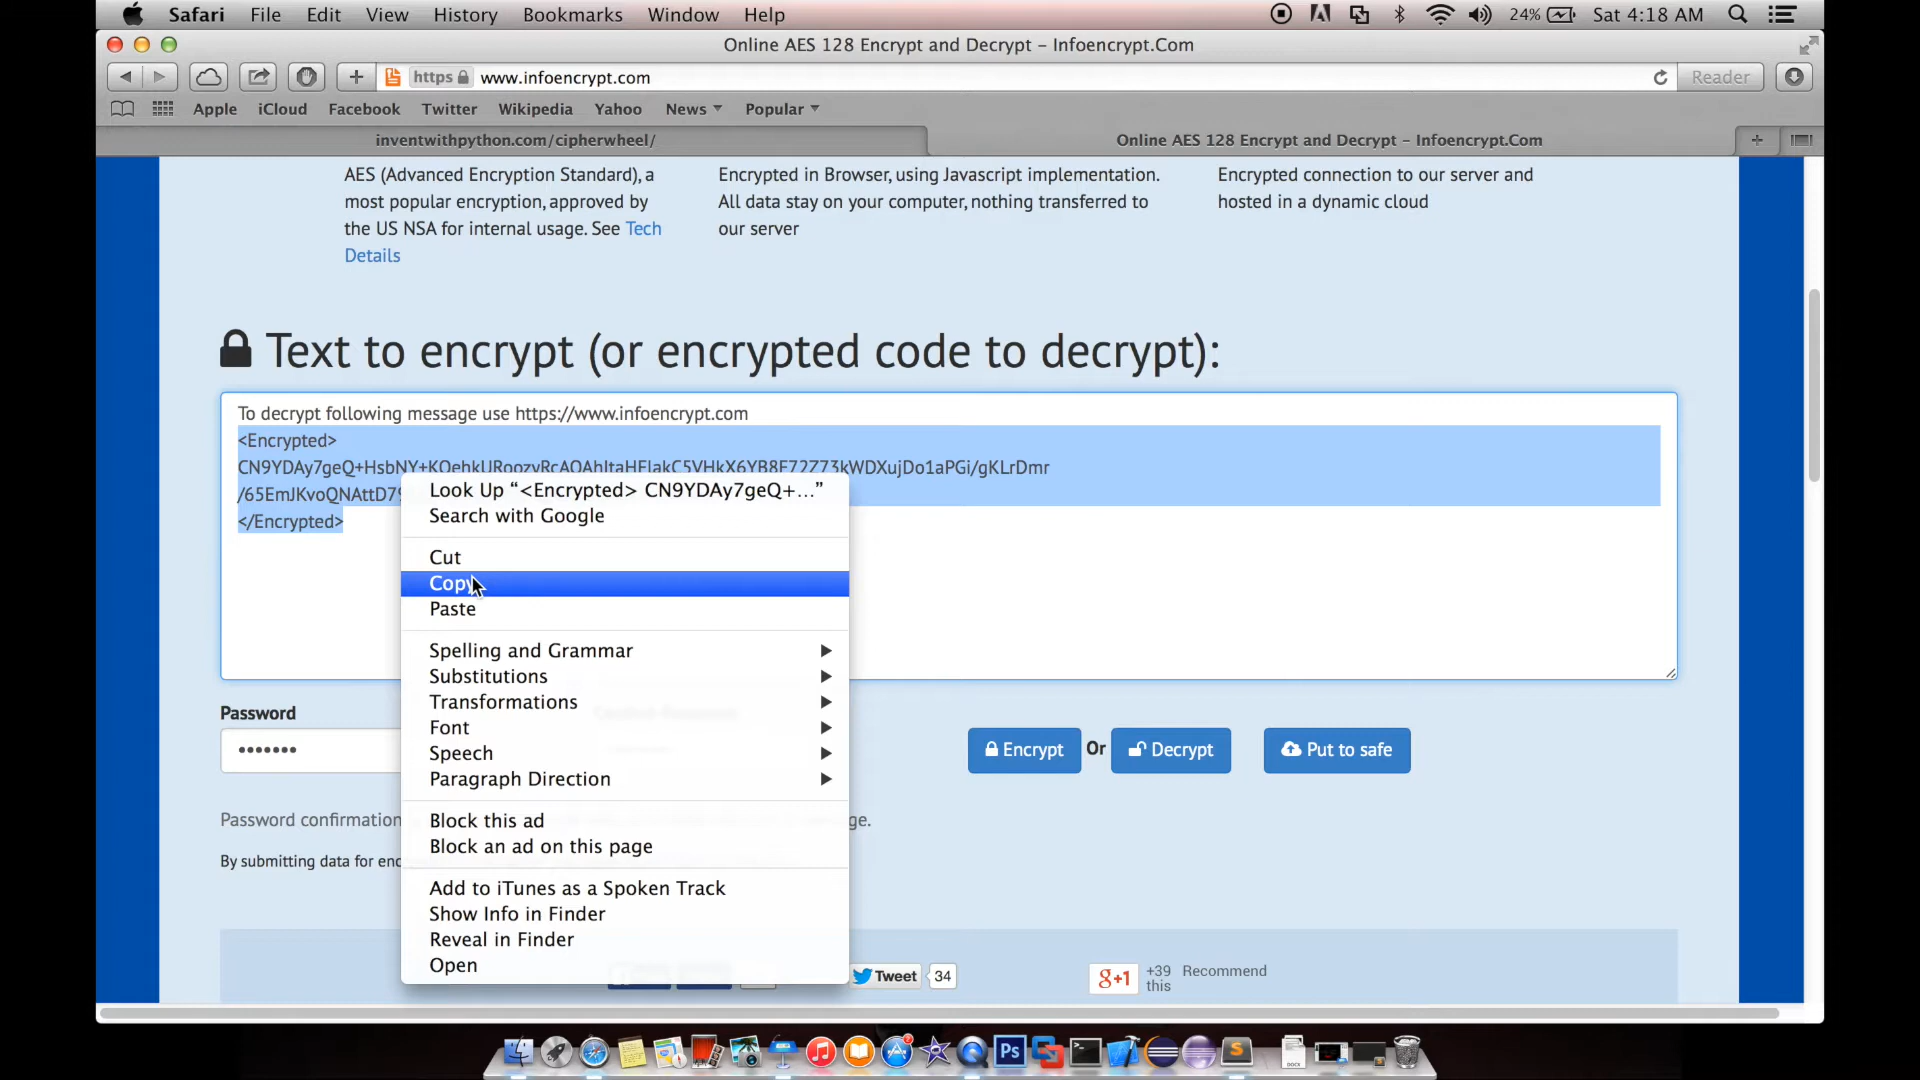 Safari File Edit View History Bookmarks Window Help 24% Sat 4:18 AM
Online AES 128 Encrypt and Decrypt – Infoencrypt.Com
https www.infoencrypt.com Reader
Apple iCloud Facebook Twitter Wikipedia Yahoo News Popular
inventwithpython.com/cipherwheel/
Online AES 128 Encrypt and Decrypt – Infoencrypt.Com
AES (Advanced Encryption Standard), a
most popular encryption, approved by
the US NSA for internal usage. See Tech
Details
Encrypted in Browser, using Javascript implementation.
All data stay on your computer, nothing transferred to
our server
Encrypted connection to our server and
hosted in a dynamic cloud
Text to encrypt (or encrypted code to decrypt):
To decrypt following message use https://www.infoencrypt.com
<Encrypted>
</Encrypted>
Look Up “<Encrypted> CN9YDAy7geQ+...”
Search with Google
Cut
Copy
Paste
Spelling and Grammar
Substitutions
Transformations
Font
Speech
Paragraph Direction
Block this ad
Block an ad on this page
Add to iTunes as a Spoken Track
Show Info in Finder
Reveal in Finder
Open
Password
Encrypt Or Decrypt Put to safe
Password confirmation
ge.
By submitting data for enc
Tweet 34
g+1 +39 Recommend
this
Ps